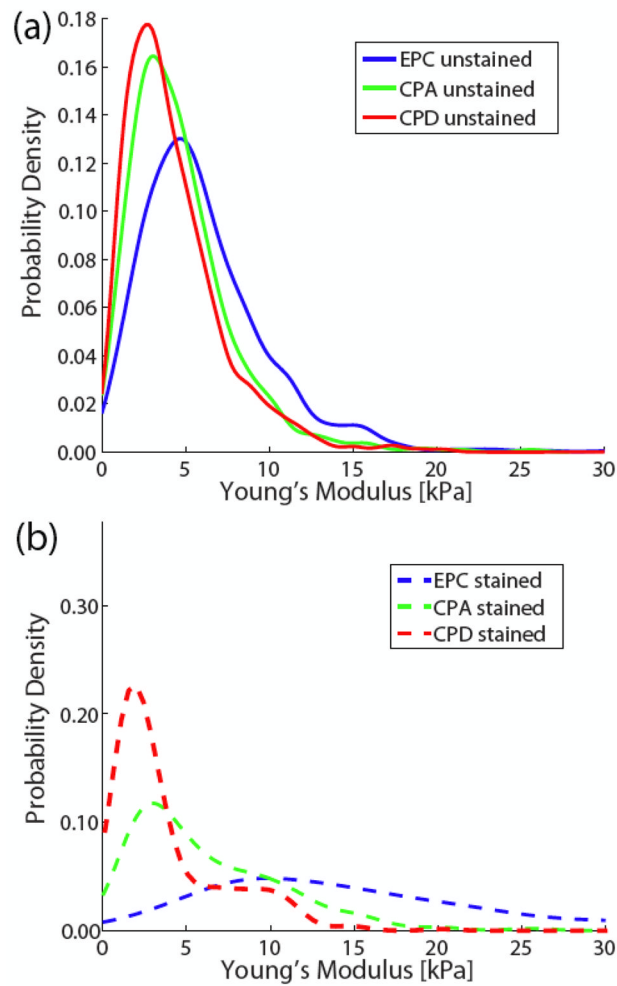 (a)
0.18
0.16
0.14
0.12
0.10
0.08
0.06
0.04
0.02
0.00
Probability Density
EPC unstained
CPA unstained
CPD unstained
0 5 10 15 20 25 30
Young's Modulus [kPa]
(b)
0.30
0.20
0.10
0.00
Probability Density
EPC stained
CPA stained
CPD stained
0 5 10 15 20 25 30
Young's Modulus [kPa]